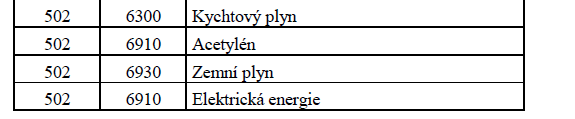 502 6300 Kychtový plyn
502 6910 Acetylén
502 6930 Zemní plyn
502 6910 Elektrická energie